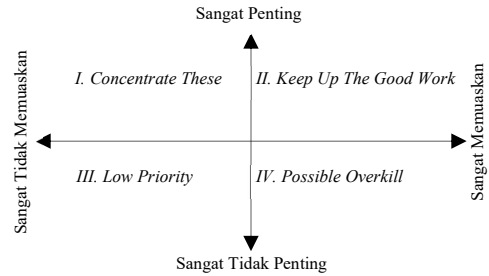 Sangat Penting
I. Concentrate These
II. Keep Up The Good Work
Sangat Tidak Memuaskan
Sangat Memuaskan
III. Low Priority
IV. Possible Overkill
Sangat Tidak Penting